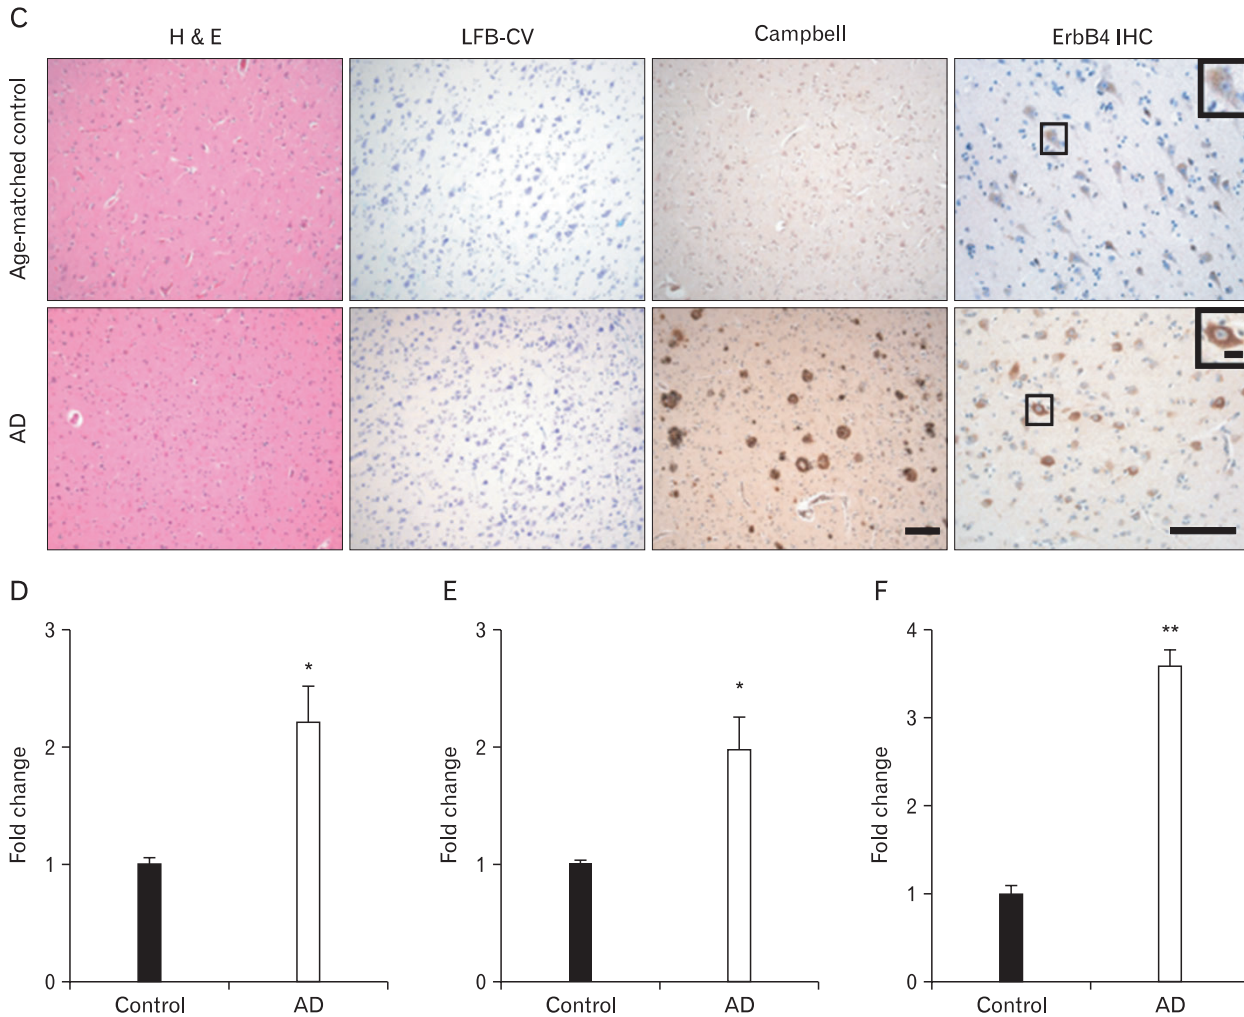 C
H & E
LFB-CV
Campbell
ErbB4 IHC
Age-matched control
AD
D
E
F
Fold change
3
2
1
0
*
Control
AD
Fold change
3
2
1
0
*
Control
AD
Fold change
4
3
2
1
0
**
Control
AD